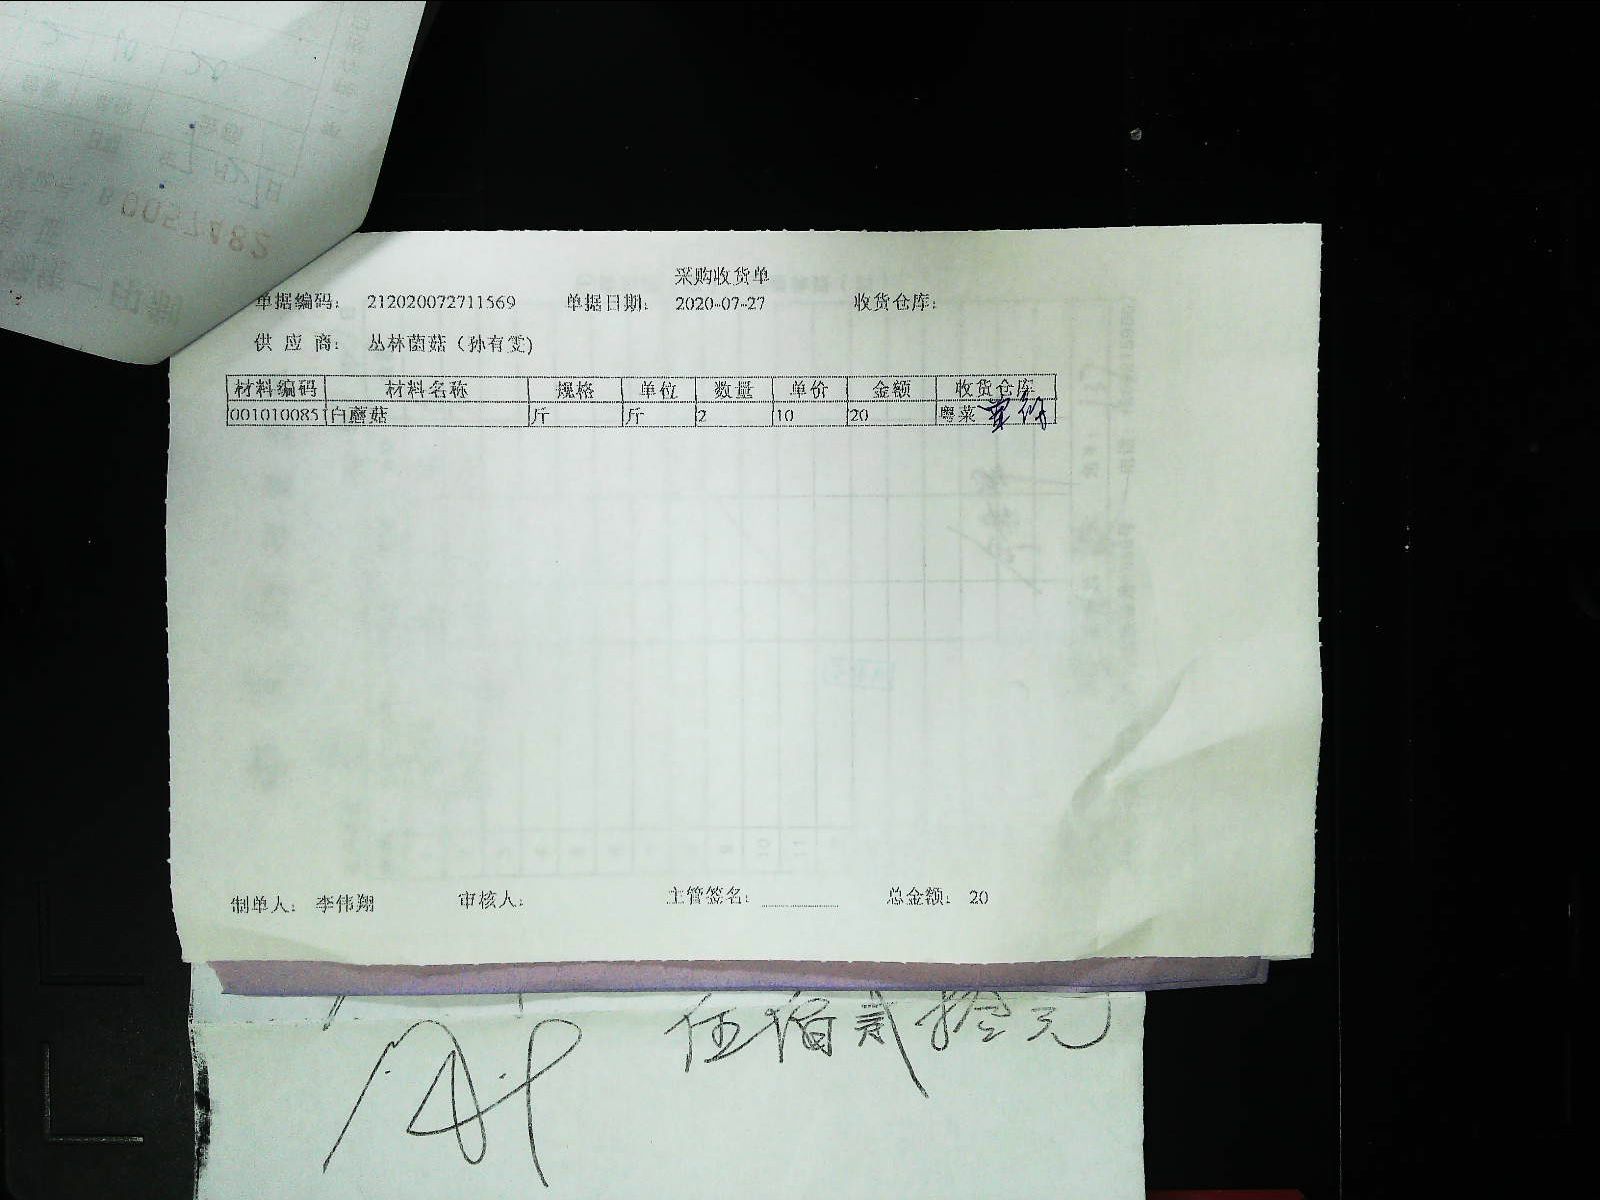 采购收货单
单据编码: 212020072711569 单据日期: 2020-07-27 收货仓库:
供应商: 丛林菌菇(孙有雯)
材料编码 材料名称 规格 单位 数量 单价 金额 收货仓库
001010085 白蘑菇 斤 斤 2 10 20 粤菜
制单人: 李伟翔 审核人: 主管签名: 总金额: 20
伍佰贰拾元